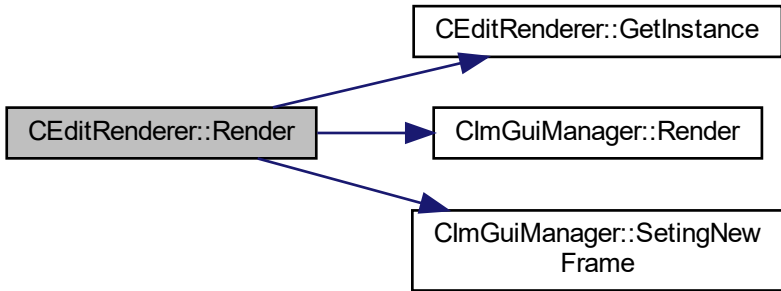 CEditRenderer::GetInstance
CEditRenderer::Render
CImGuiManager::Render
CImGuiManager::SetingNew
Frame